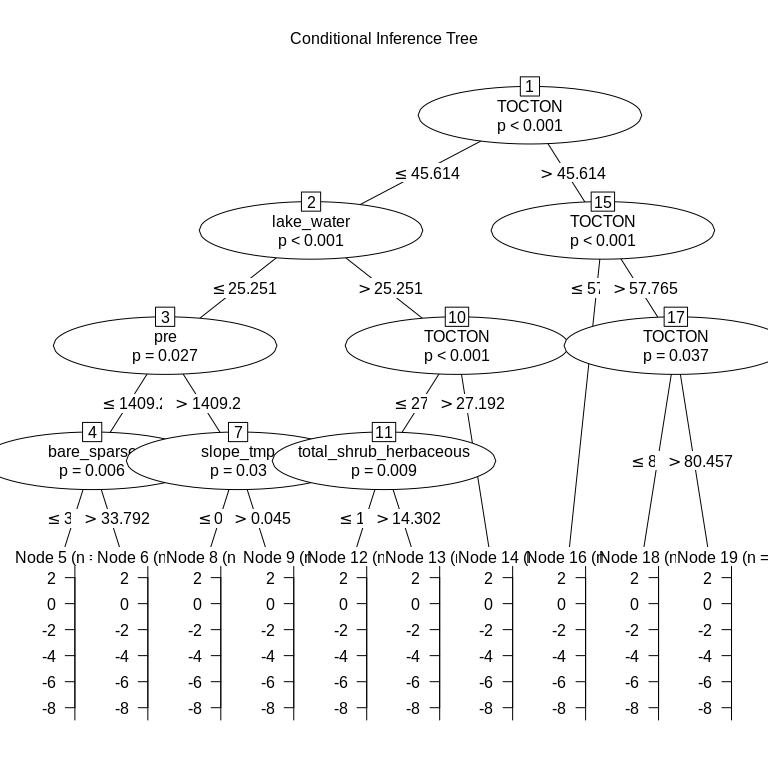 Conditional Inference Tree
1
TOCTON
p < 0.001
≤ 45.614 > 45.614
2 15
lake_water TOCTON
p < 0.001 p < 0.001
≤ 25.251 > 25.251 ≤ 57 > 57.765
3 10 17
pre TOCTON TOCTON
p = 0.027 p < 0.001 p = 0.037
≤ 1409.2 > 1409.2 ≤ 27 > 27.192
4 7 11
bare_sparse slope_tmp total_shrub_herbaceous
p = 0.006 p = 0.03 p = 0.009
≤ 8 > 80.457
≤ 3 > 33.792 ≤ 0 > 0.045 ≤ 1 > 14.302
Node 5 (n = Node 6 (n Node 8 (n Node 9 (n Node 12 (n Node 13 ( Node 14 ( Node 16 (n Node 18 (n Node 19 (n =
2 2 2 2 2 2 2 2 2 2
0 0 0 0 0 0 0 0 0 0
-2 -2 -2 -2 -2 -2 -2 -2 -2 -2
-4 -4 -4 -4 -4 -4 -4 -4 -4 -4
-6 -6 -6 -6 -6 -6 -6 -6 -6 -6
-8 -8 -8 -8 -8 -8 -8 -8 -8 -8